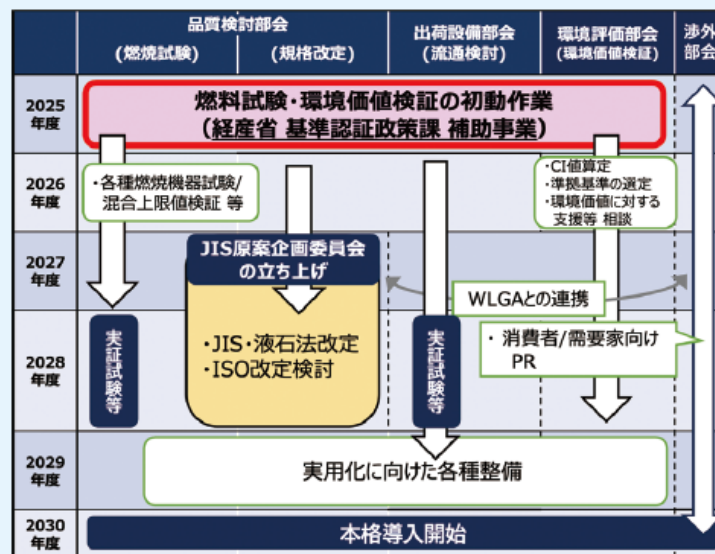 品質検討部会
(燃焼試験)
(規格改定)
出荷設備部会
(流通検討)
環境評価部会
(環境価値検証)
渉外
部会
2025
年度
燃料試験・環境価値検証の初動作業
(経産省 基準認証政策課 補助事業)
2026
年度
・各種燃焼機器試験/
混合上限値検証 等
・CI値算定
・準拠基準の選定
・環境価値に対する
支援等 相談
2027
年度
JIS原案企画委員会
の立ち上げ
WLGAとの連携
2028
年度
実証試験等
・JIS・液石法改定
・ISO改定検討
実証試験等
・消費者/需要家向け
PR
2029
年度
実用化に向けた各種整備
2030
年度
本格導入開始